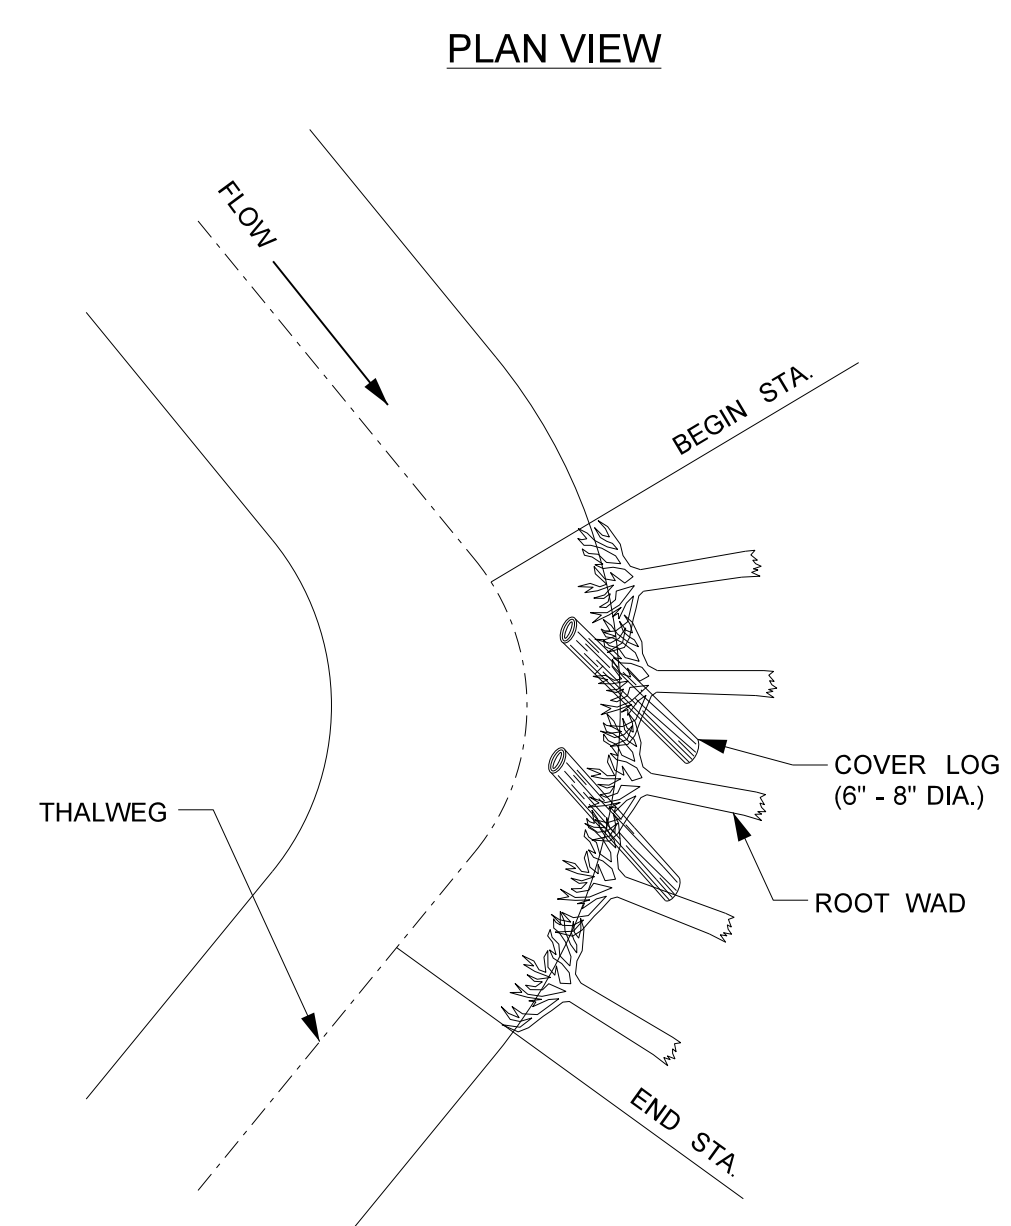 PLAN VIEW
FLOW
BEGIN STA.
COVER LOG
(6" - 8" DIA.)
THALWEG
ROOT WAD
END STA.